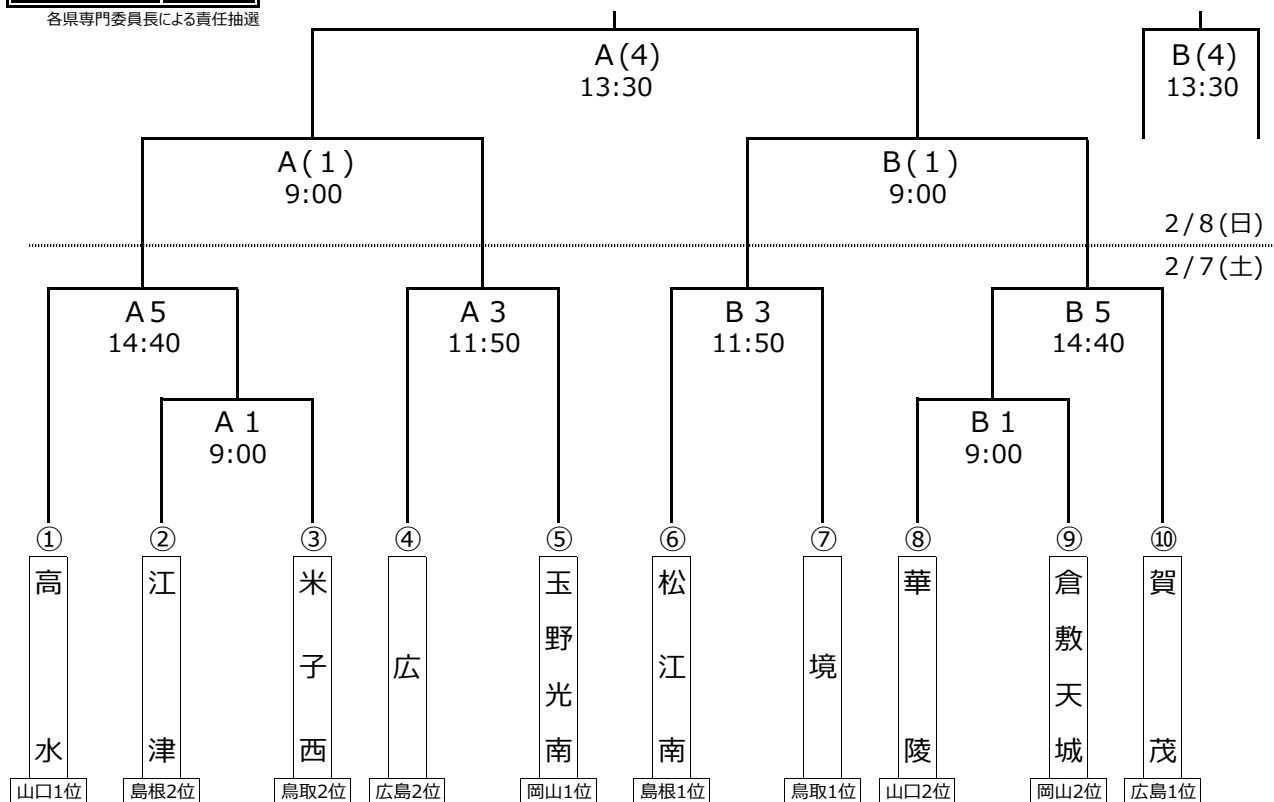 各県専門委員長による責任抽選
A(4)
13:30
B(4)
13:30
A(1)
9:00
B(1)
9:00
2/8(日)
2/7(土)
A5
14:40
A3
11:50
B3
11:50
B5
14:40
A1
9:00
B1
9:00
① ② ③ ④ ⑤ ⑥ ⑦ ⑧ ⑨ ⑩
高水
江津
米子西
広
玉野光南
松江南
境
華陵
倉敷天城
賀茂
山口1位 島根2位 鳥取2位 広島2位 岡山1位 島根1位 鳥取1位 山口2位 岡山2位 広島1位